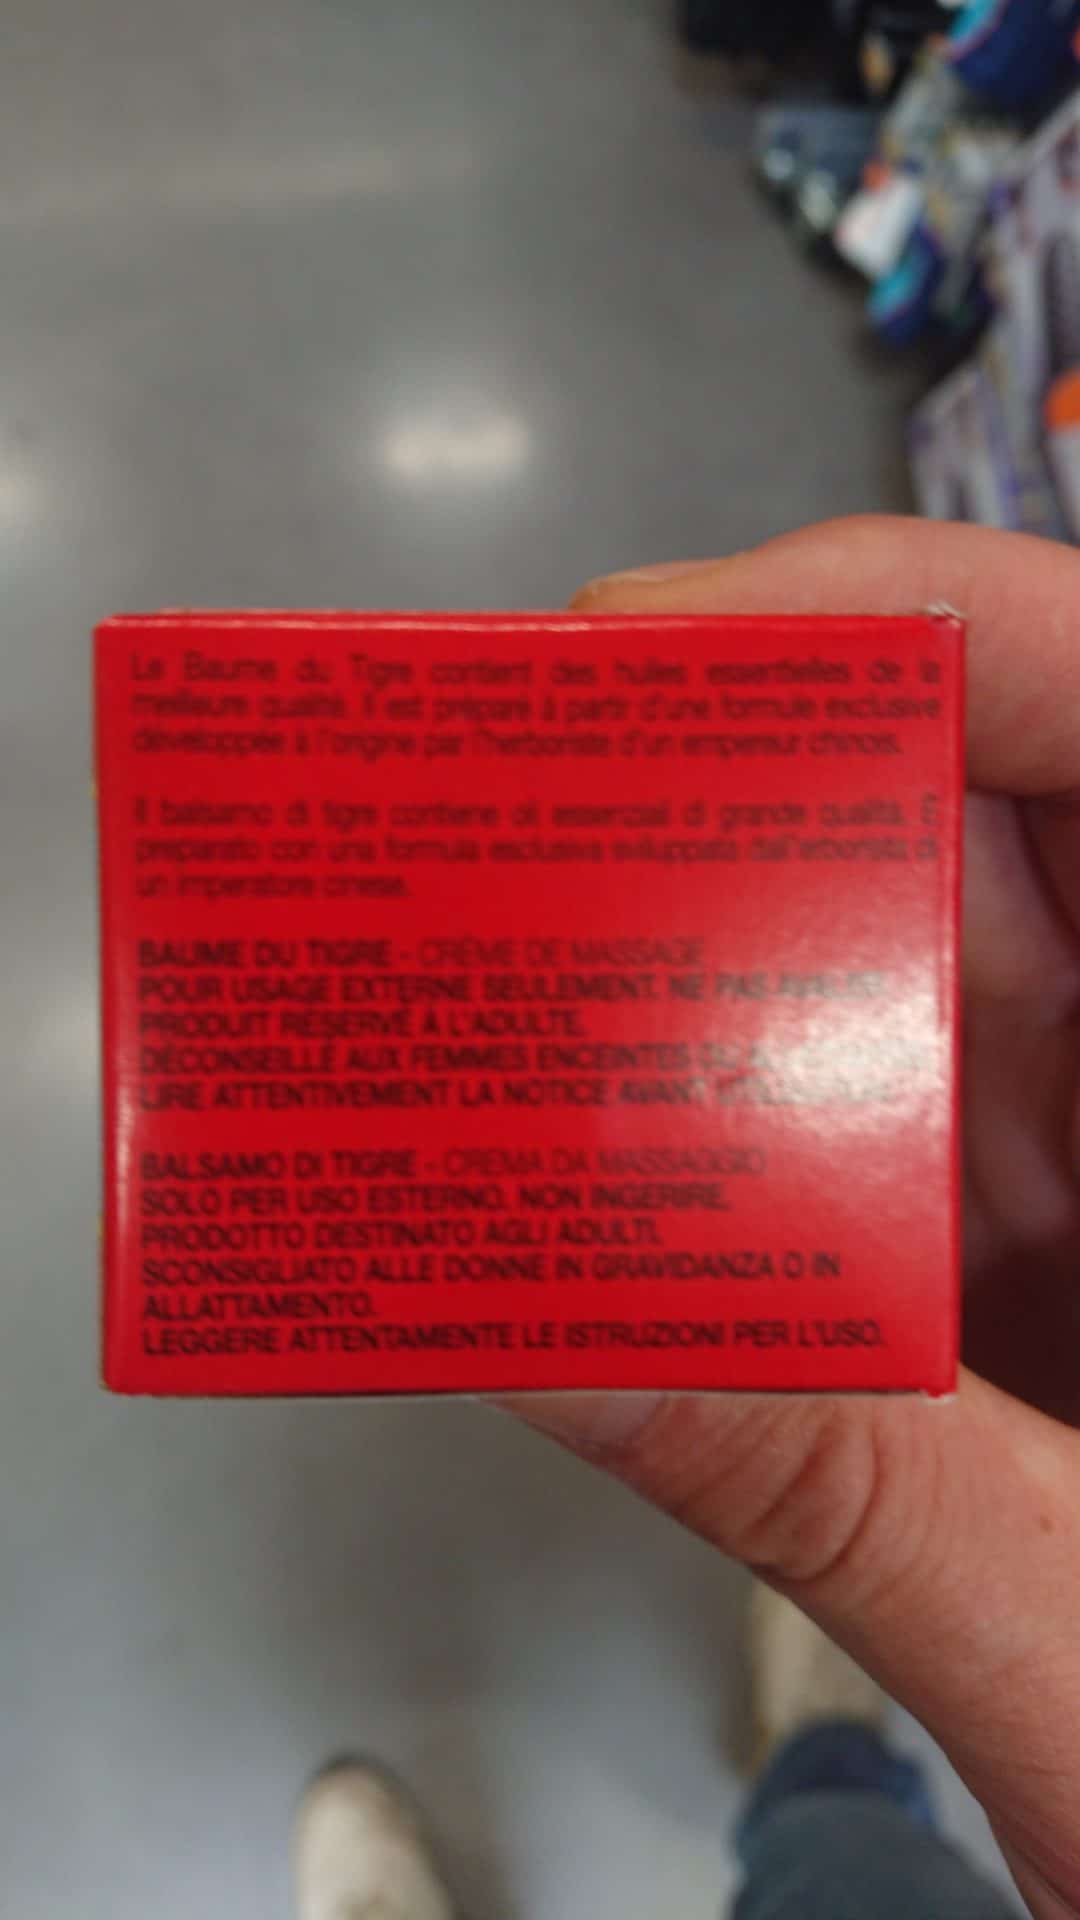 Le Baume du Tigre contient des huiles essentielles de la
meilleure qualité. Il est préparé à partir d'une formule exclusive
développée à l'origine par l'herboriste d'un empereur chinois.
Il balsamo di tigre contiene oli essenziali di grande qualità. È
preparato con una formula esclusiva sviluppata dall'erborista di
un imperatore cinese.
BAUME DU TIGRE - CRÈME DE MASSAGE
POUR USAGE EXTERNE SEULEMENT. NE PAS AVALER.
PRODUIT RÉSERVÉ À L'ADULTE.
DÉCONSEILLÉ AUX FEMMES ENCEINTES
LIRE ATTENTIVEMENT LA NOTICE AVANT UTILISATION.
BALSAMO DI TIGRE - CREMA DA MASSAGGIO
SOLO PER USO ESTERNO. NON INGERIRE.
PRODOTTO DESTINATO AGLI ADULTI.
SCONSIGLIATO ALLE DONNE IN GRAVIDANZA O IN
ALLATTAMENTO.
LEGGERE ATTENTAMENTE LE ISTRUZIONI PER L'USO.